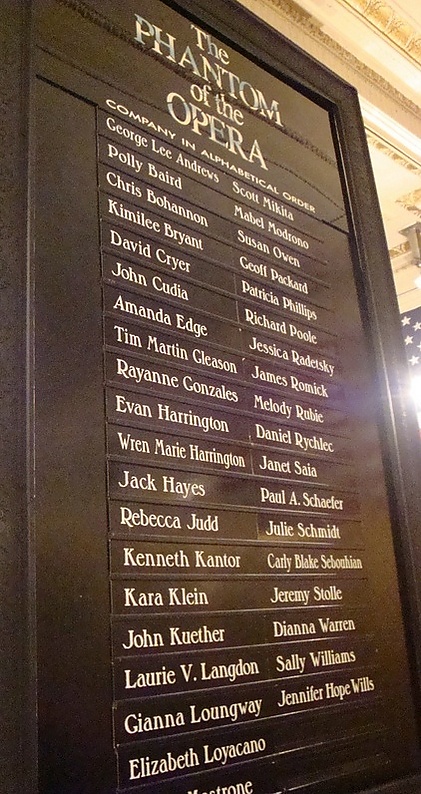 The
PHANTOM
of the
OPERA
COMPANY IN ALPHABETICAL ORDER
George Lee Andrews
Polly Baird
Chris Bohannon
Kimilee Bryant
David Cryer
John Cudia
Amanda Edge
Tim Martin Gleason
Rayanne Gonzales
Evan Harrington
Wren Marie Harrington
Jack Hayes
Rebecca Judd
Kenneth Kantor
Kara Klein
John Kuether
Laurie V. Langdon
Gianna Loungway
Elizabeth Loyacano
Mastrone
Scott Mikita
Mabel Modrono
Susan Owen
Geoff Packard
Patricia Phillips
Richard Poole
Jessica Radetsky
James Romick
Melody Rubie
Daniel Rychlec
Janet Saia
Paul A. Schaefer
Julie Schmidt
Carly Blake Sebouhian
Jeremy Stolle
Dianna Warren
Sally Williams
Jennifer Hope Wills